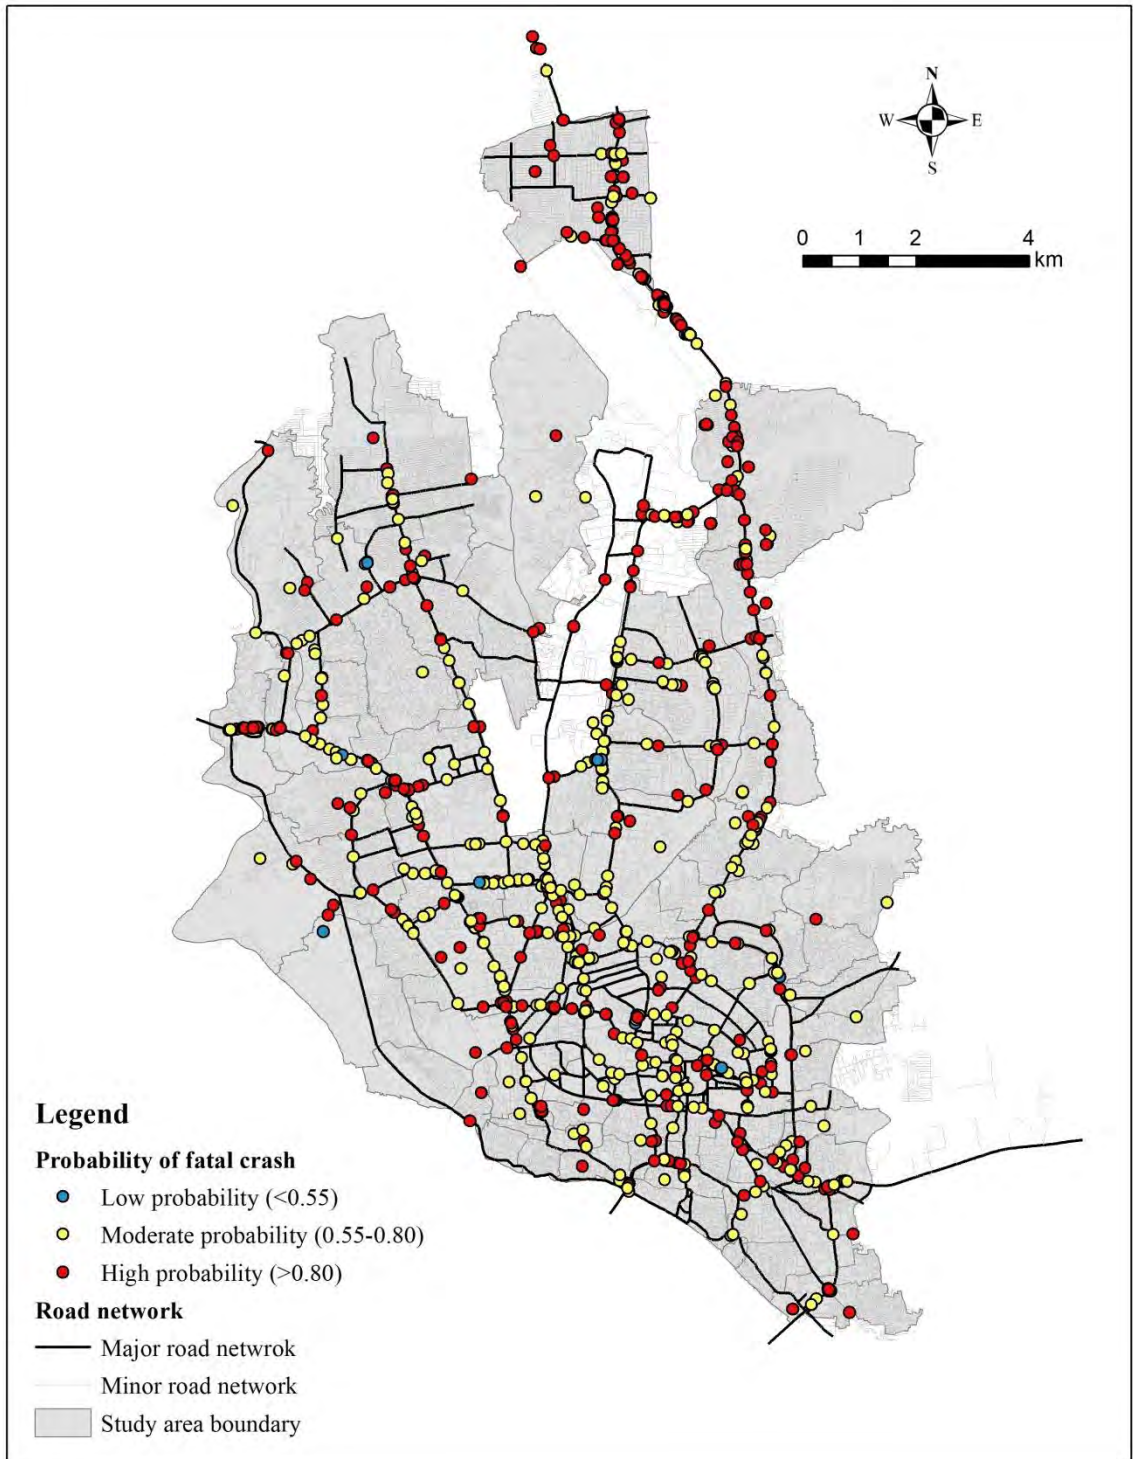 N
W E
S
0 1 2 4
km
Legend
Probability of fatal crash
Low probability (<0.55)
Moderate probability (0.55-0.80)
High probability (>0.80)
Road network
Major road netwrok
Minor road network
Study area boundary